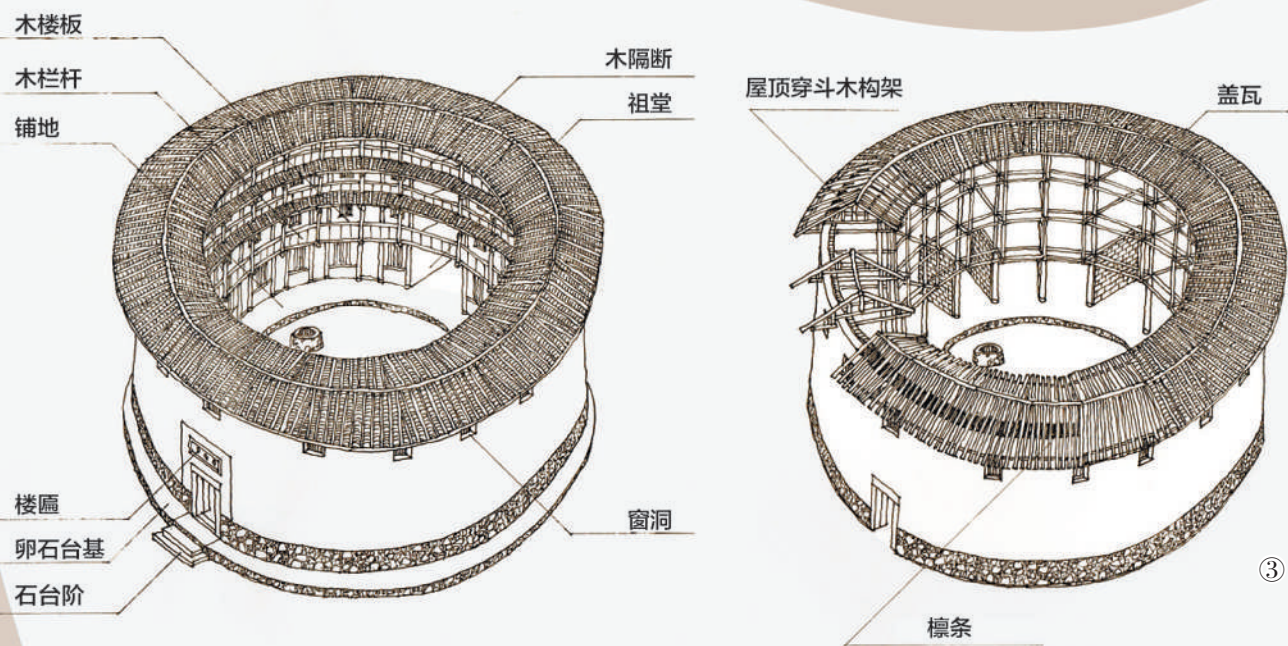 木楼板
木栏杆
铺地
木隔断
祖堂
楼匾
卵石台基
石台阶
窗洞
屋顶穿斗木构架
盖瓦
檩条
③